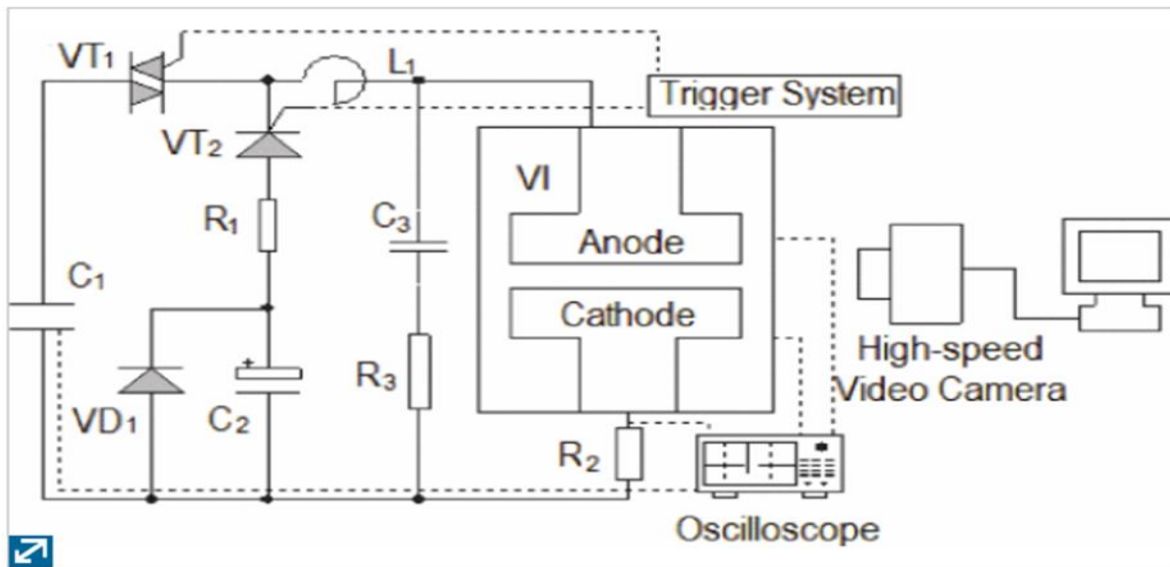 VT₁
L₁
Trigger System
VT₂
VI
R₁
C₃
Anode
C₁
Cathode
R₃
High-speed
Video Camera
+
VD₁
C₂
R₂
Oscilloscope